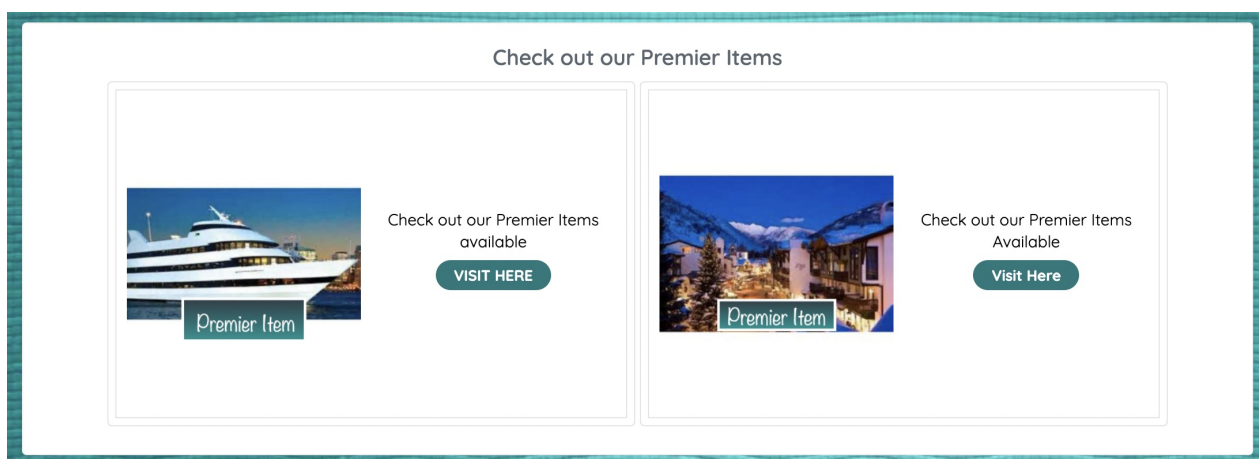 Check out our Premier Items
Premier Item
Check out our Premier Items
available
VISIT HERE
Premier Item
Check out our Premier Items
Available
Visit Here